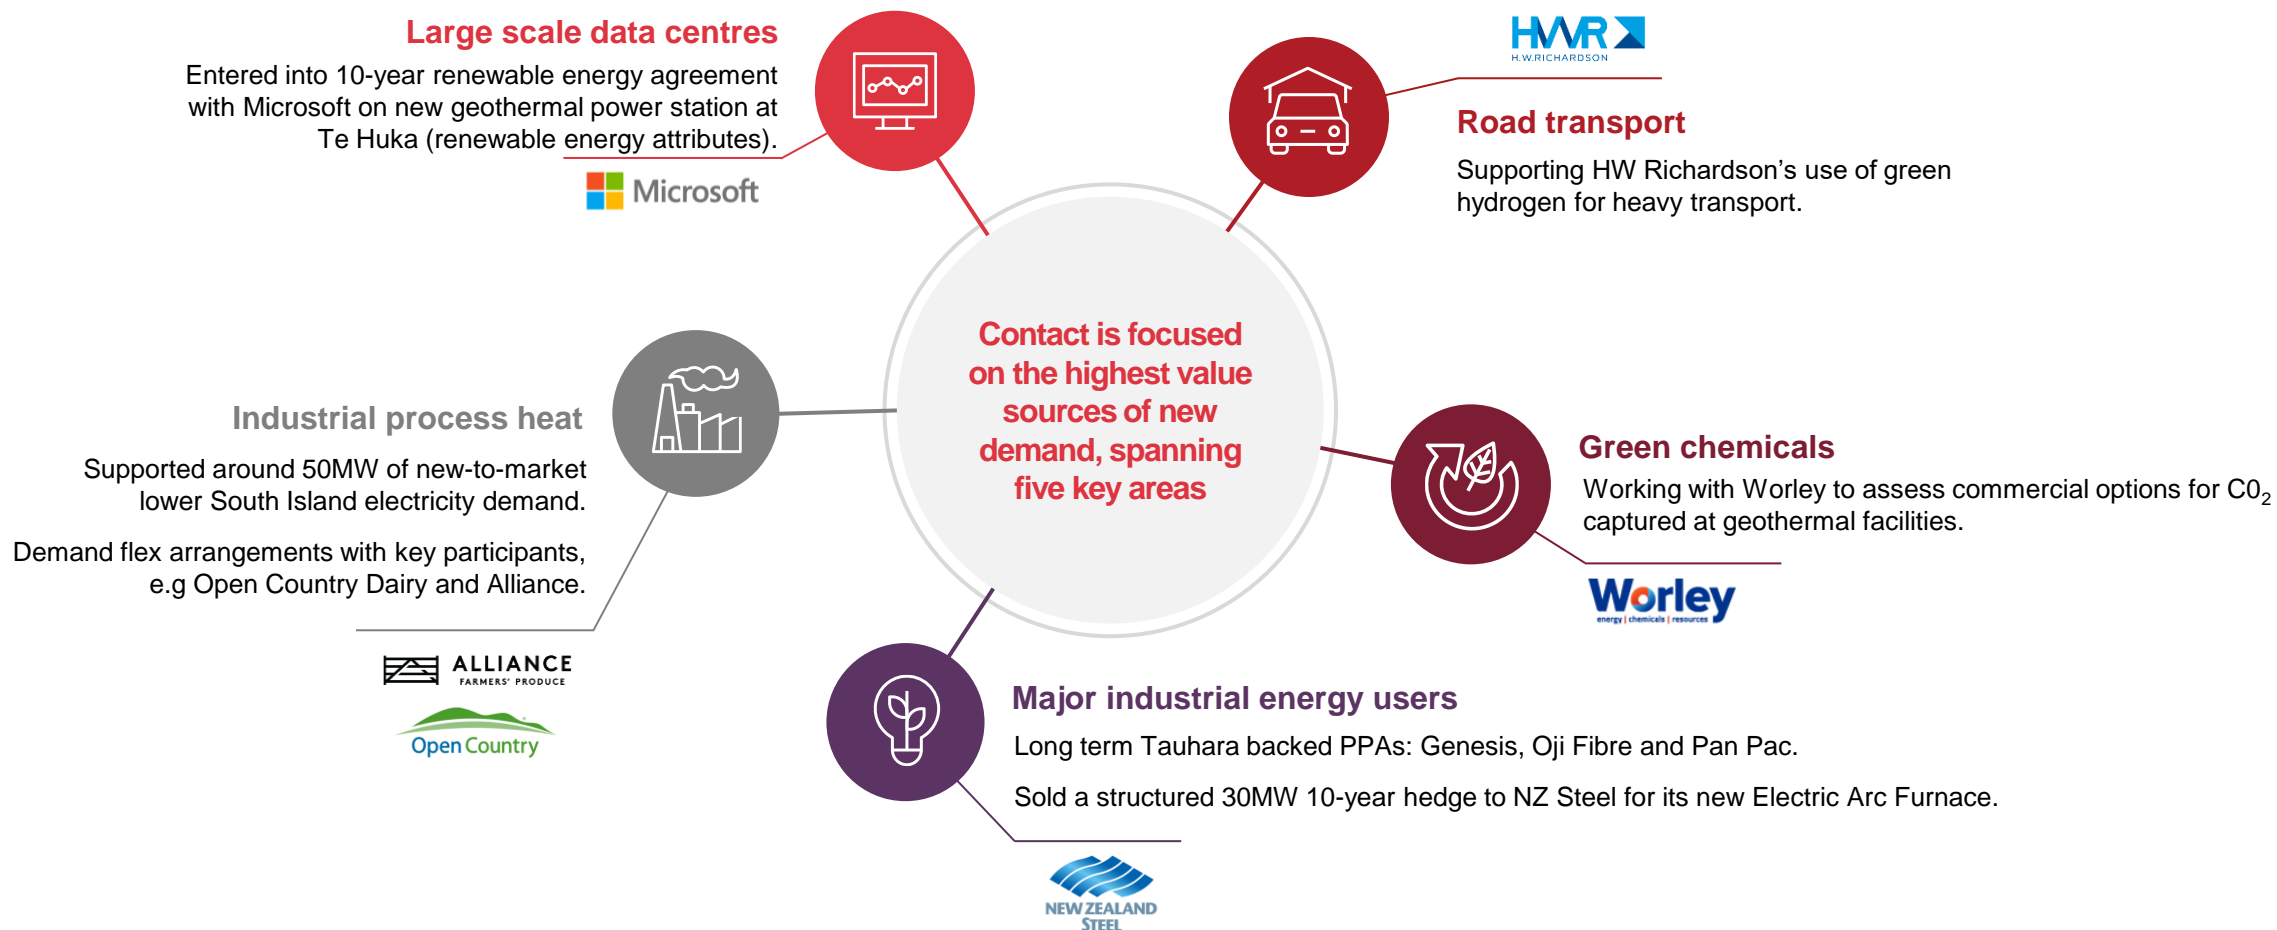 Large scale data centres
Entered into 10-year renewable energy agreement
with Microsoft on new geothermal power station at
Te Huka (renewable energy attributes).
Microsoft
HWR
H.W.RICHARDSON
Road transport
Supporting HW Richardson’s use of green
hydrogen for heavy transport.
Contact is focused
on the highest value
sources of new
demand, spanning
five key areas
Industrial process heat
Supported around 50MW of new-to-market
lower South Island electricity demand.
Demand flex arrangements with key participants,
e.g Open Country Dairy and Alliance.
ALLIANCE
FARMERS' PRODUCE
Open Country
Green chemicals
Working with Worley to assess commercial options for C0₂
captured at geothermal facilities.
Worley
energy | chemicals | resources
Major industrial energy users
Long term Tauhara backed PPAs: Genesis, Oji Fibre and Pan Pac.
Sold a structured 30MW 10-year hedge to NZ Steel for its new Electric Arc Furnace.
NEW ZEALAND
STEEL